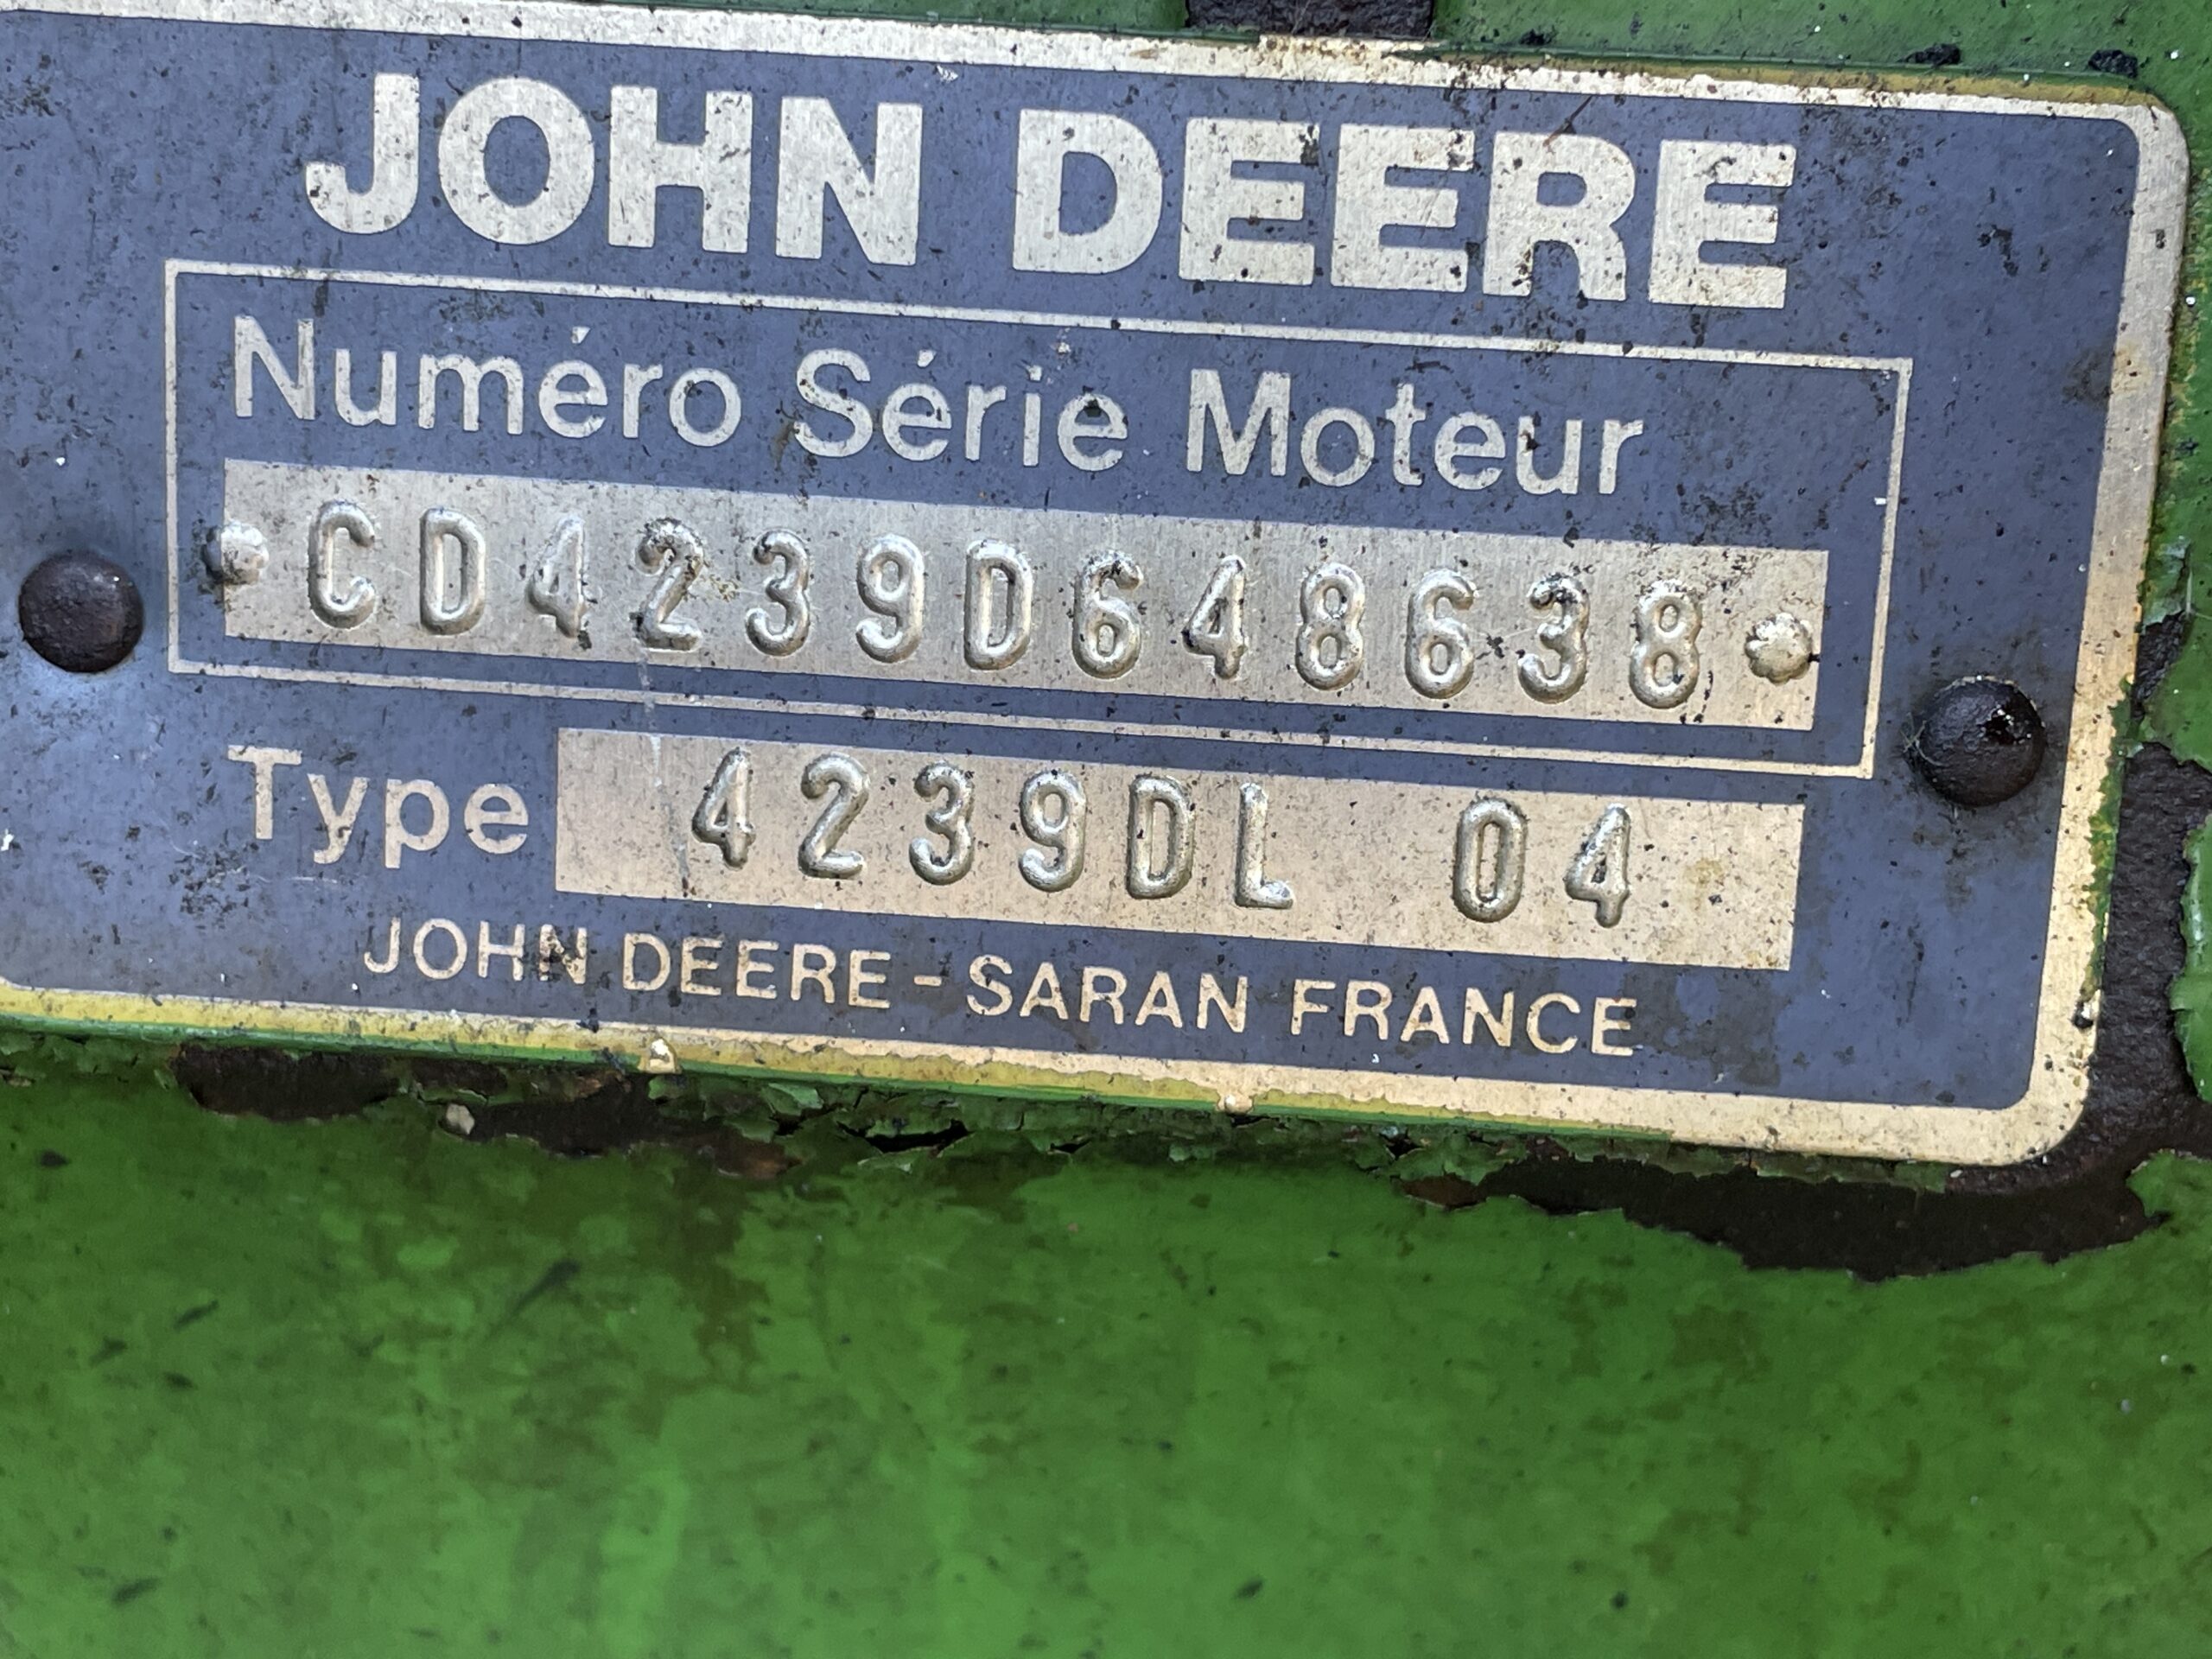 JOHN DEERE
Numéro Série Moteur
CD4239D648638
Type 4239DL 04
JOHN DEERE - SARAN FRANCE